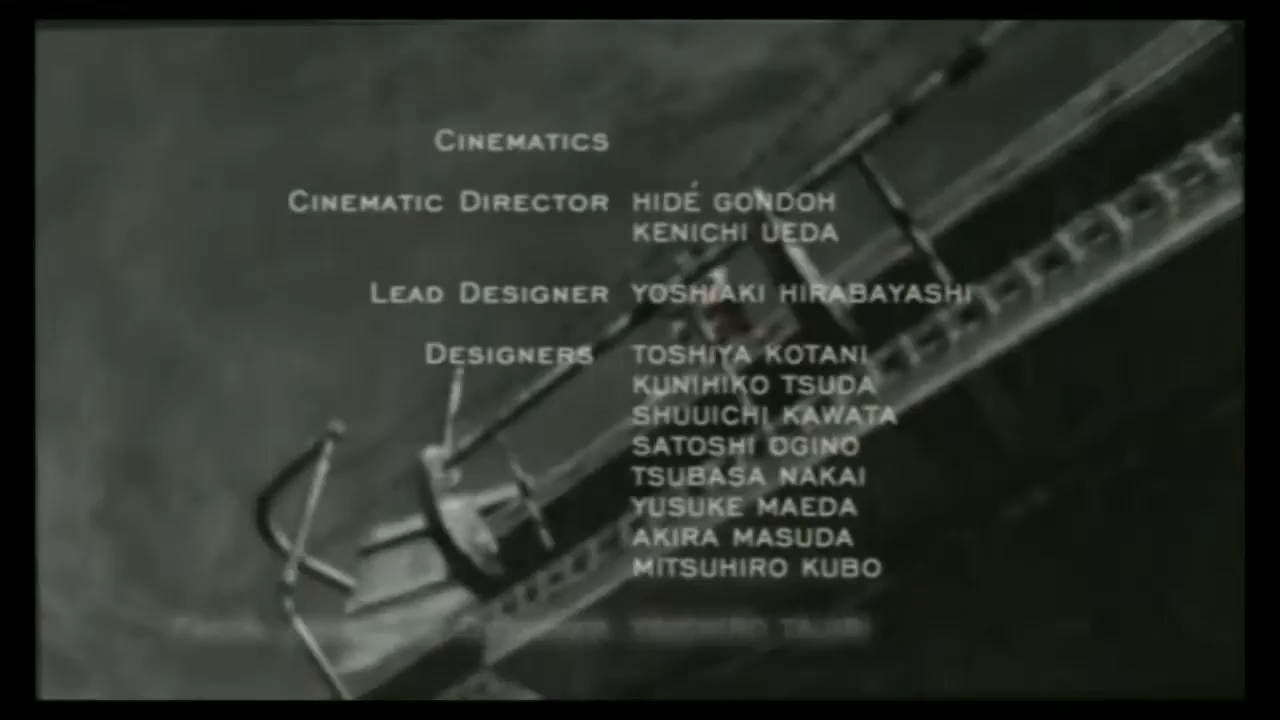 CINEMATICS
CINEMATIC DIRECTOR HIDÉ GONDOH
KENICHI UEDA
LEAD DESIGNER YOSHIAKI HIRABAYASHI
DESIGNERS TOSHIYA KOTANI
KUNIHIKO TSUDA
SHUUICHI KAWATA
SATOSHI OGINO
TSUBASA NAKAI
YUSUKE MAEDA
AKIRA MASUDA
MITSUHIRO KUBO